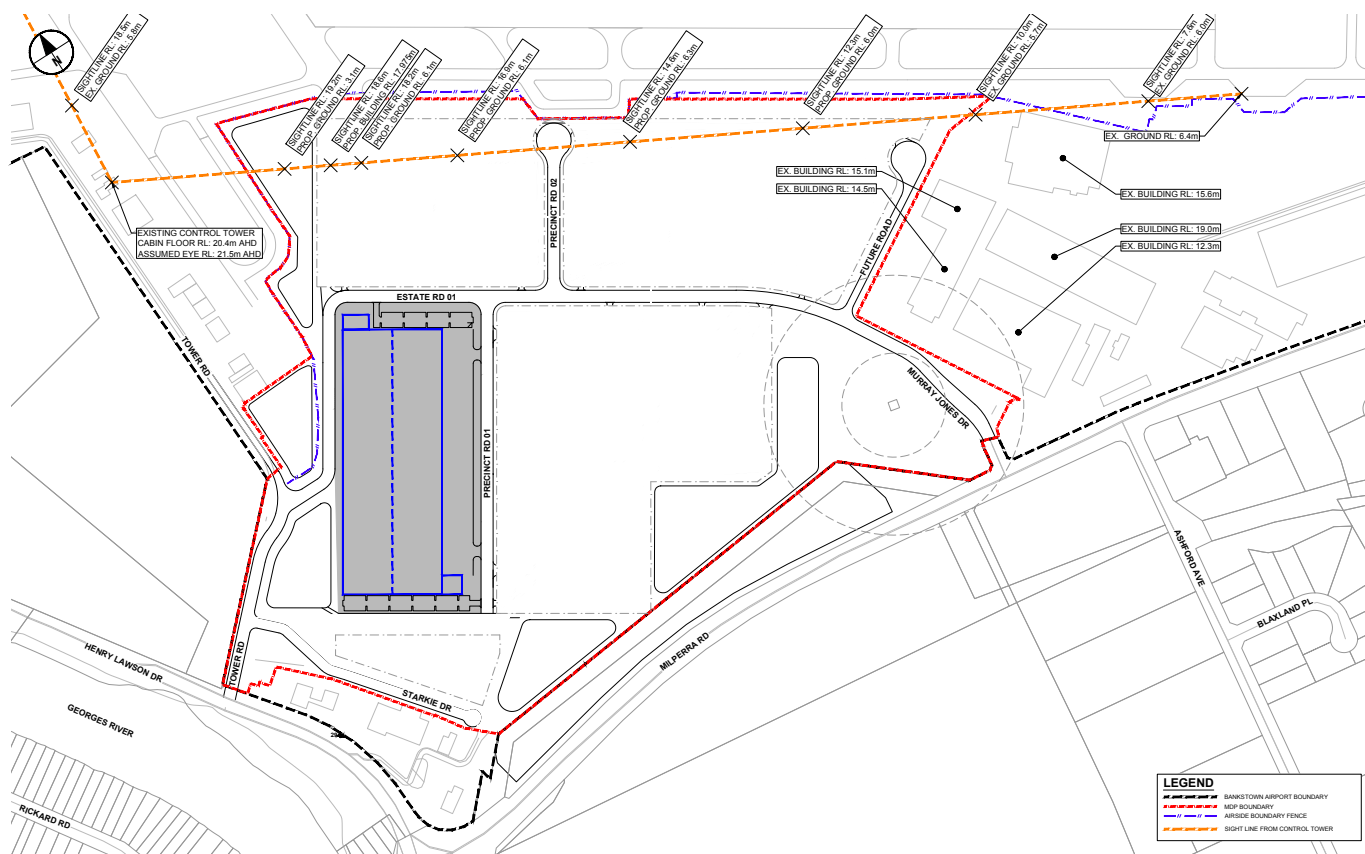 N
SIGHTLINE RL: 18.5m
EX. GROUND RL: 5.8m
SIGHTLINE RL: 19.2m
PROP. GROUND RL: 3.1m
SIGHTLINE RL: 18.6m
PROP. BUILDING RL: 17.975m
SIGHTLINE RL: 18.2m
PROP. GROUND RL: 6.1m
SIGHTLINE RL: 16.9m
PROP. GROUND RL: 6.1m
SIGHTLINE RL: 14.6m
PROP. GROUND RL: 6.3m
SIGHTLINE RL: 12.3m
PROP. GROUND RL: 6.0m
SIGHTLINE RL: 10.0m
EX. GROUND RL: 5.7m
SIGHTLINE RL: 7.6m
EX. GROUND RL: 6.0m
EX. GROUND RL: 6.4m
EX. BUILDING RL: 15.1m
EX. BUILDING RL: 14.5m
EX. BUILDING RL: 15.6m
EX. BUILDING RL: 19.0m
EX. BUILDING RL: 12.3m
EXISTING CONTROL TOWER
CABIN FLOOR RL: 20.4m AHD
ASSUMED EYE RL: 21.5m AHD
PRECINCT RD 02
FUTURE ROAD
ESTATE RD 01
TOWER RD
MURRAY JONES DR
PRECINCT RD 01
ASHFORD AVE
BLAXLAND PL
MILPERRA RD
HENRY LAWSON DR
TOWER RD
STARKIE DR
GEORGES RIVER
RICKARD RD
LEGEND
BANKSTOWN AIRPORT BOUNDARY
MDP BOUNDARY
AIRSIDE BOUNDARY FENCE
SIGHT LINE FROM CONTROL TOWER